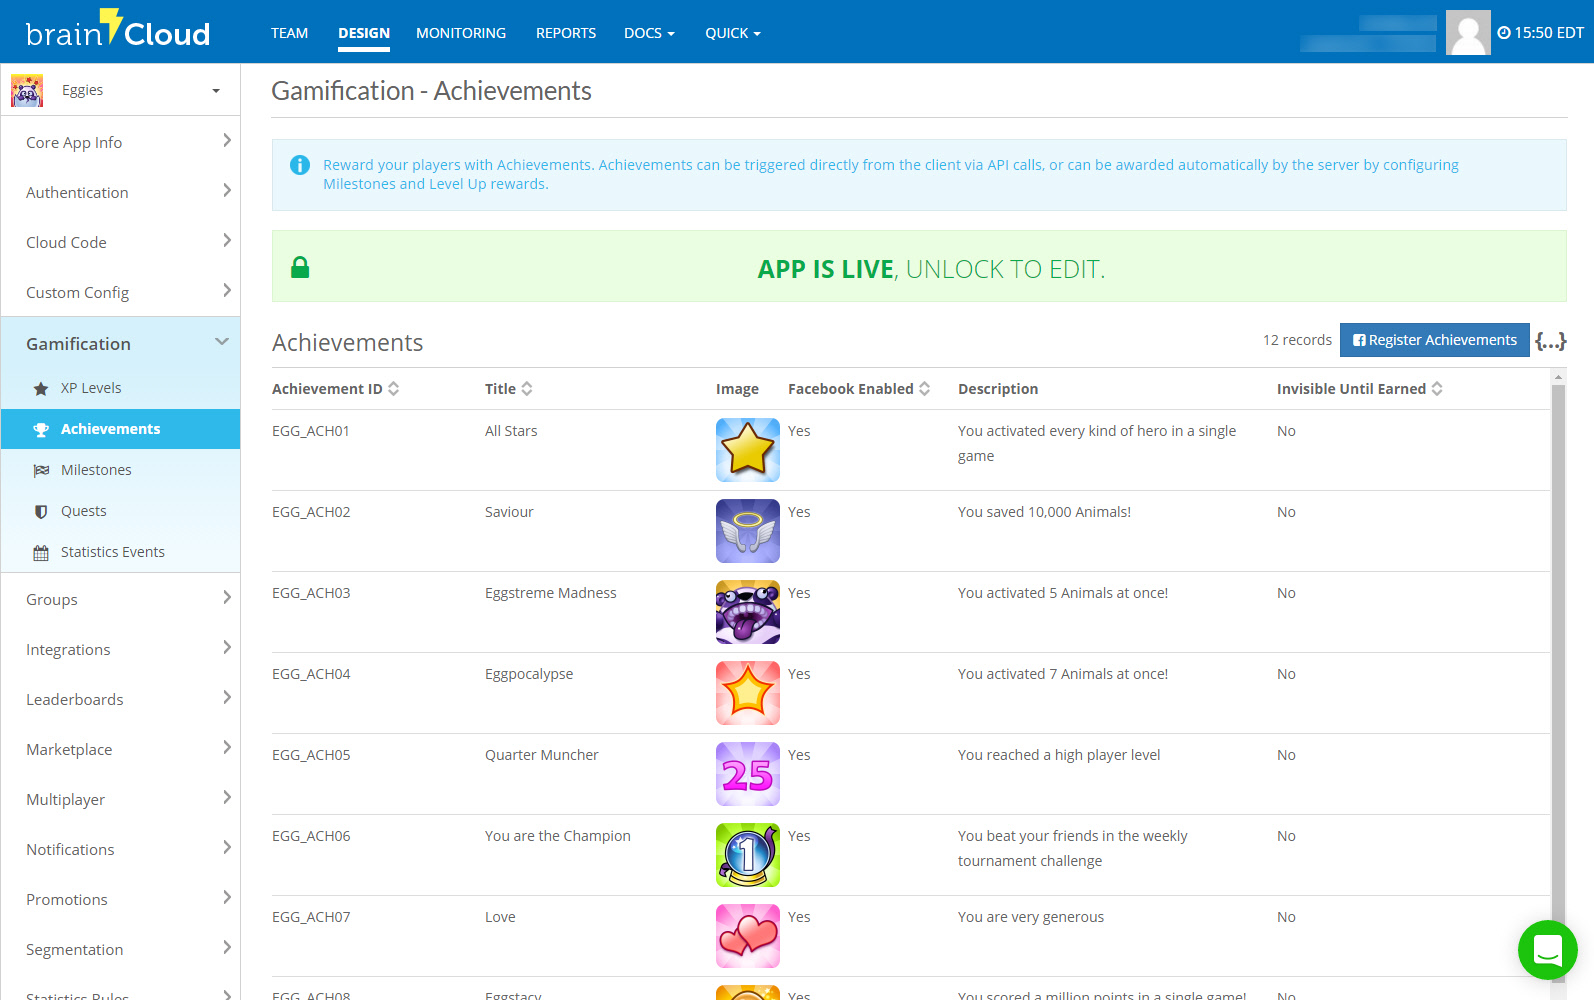 brainCloud
TEAM
DESIGN
MONITORING
REPORTS
DOCS
QUICK
15:50 EDT
Eggies
Core App Info
Authentication
Cloud Code
Custom Config
Gamification
XP Levels
Achievements
Milestones
Quests
Statistics Events
Groups
Integrations
Leaderboards
Marketplace
Multiplayer
Notifications
Promotions
Segmentation
Statistics Rules
Gamification - Achievements
Reward your players with Achievements. Achievements can be triggered directly from the client via API calls, or can be awarded automatically by the server by configuring
Milestones and Level Up rewards.
APP IS LIVE, UNLOCK TO EDIT.
Achievements
12 records
Register Achievements
{...}
Achievement ID Title Image Facebook Enabled Description Invisible Until Earned
EGG_ACH01 All Stars Yes You activated every kind of hero in a single No
game
EGG_ACH02 Saviour Yes You saved 10,000 Animals! No
EGG_ACH03 Eggstreme Madness Yes You activated 5 Animals at once! No
EGG_ACH04 Eggpocalypse Yes You activated 7 Animals at once! No
EGG_ACH05 Quarter Muncher 25 Yes You reached a high player level No
EGG_ACH06 You are the Champion 1 Yes You beat your friends in the weekly No
tournament challenge
EGG_ACH07 Love Yes You are very generous No
EGG_ACH08 Eggstacy Yes You scored a million points in a single game! No